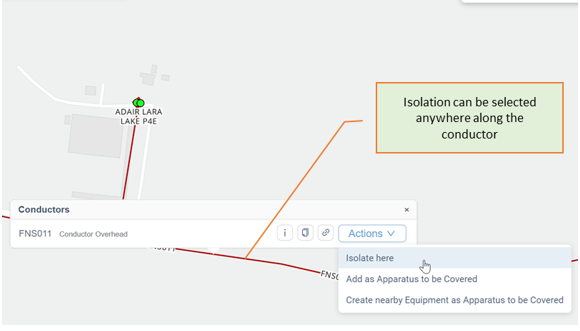 Isolation can be selected
anywhere along the
conductor
ADAIR LARA
LAKE P4E
Conductors
×
FNS011 Conductor Overhead
i
Actions
Isolate here
Add as Apparatus to be Covered
Create nearby Equipment as Apparatus to be Covered